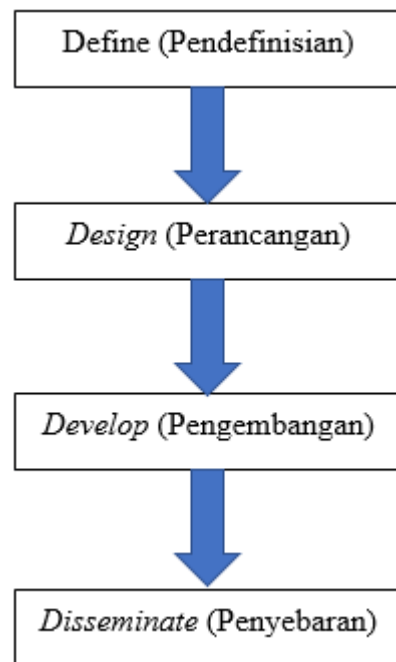 Define (Pendefinisian)
Design (Perancangan)
Develop (Pengembangan)
Disseminate (Penyebaran)